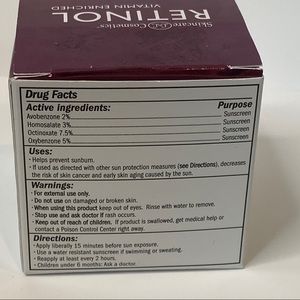 Skincare LdeL Cosmetics
RETINOL
VITAMIN ENRICHED
Drug Facts
Active ingredients: Purpose
Avobenzone 2% Sunscreen
Homosalate 3% Sunscreen
Octinoxate 7.5% Sunscreen
Oxybenzone 5% Sunscreen
Uses:
• Helps prevent sunburn.
• If used as directed with other sun protection measures (see Directions), decreases
the risk of skin cancer and early skin aging caused by the sun.
Warnings:
• For external use only.
• Do not use on damaged or broken skin.
• When using this product keep out of eyes. Rinse with water to remove.
• Stop use and ask doctor if rash occurs.
• Keep out of reach of children. If product is swallowed, get medical help or
contact a Poison Control Center right away.
Directions:
• Apply liberally 15 minutes before sun exposure.
• Use a water resistant sunscreen if swimming or sweating.
• Reapply at least every 2 hours.
• Children under 6 months: Ask a doctor.